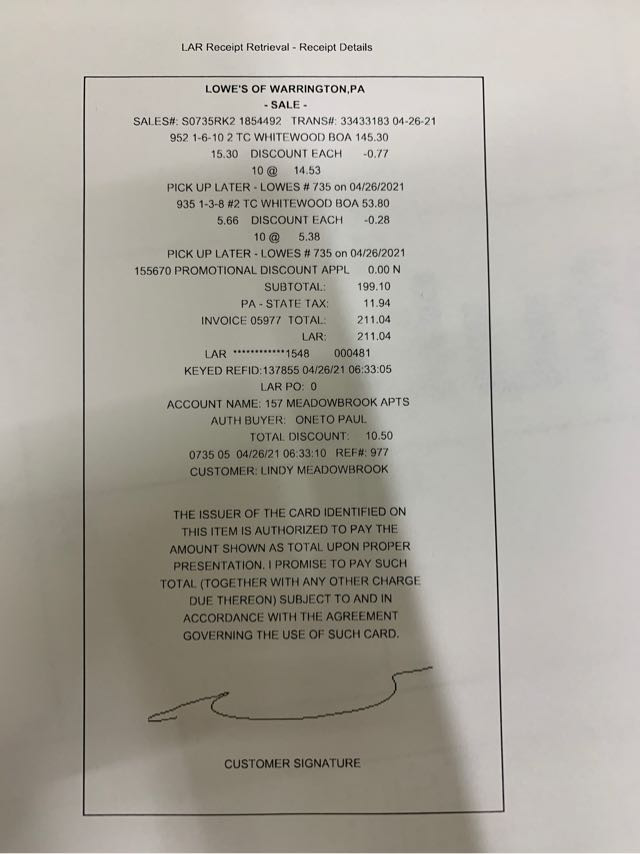 LAR Receipt Retrieval - Receipt Details
LOWE'S OF WARRINGTON,PA
- SALE -
SALES#: S0735RK2 1854492 TRANS#: 33433183 04-26-21
952 1-6-10 2 TC WHITEWOOD BOA 145.30
15.30 DISCOUNT EACH -0.77
10 @ 14.53
PICK UP LATER - LOWES # 735 on 04/26/2021
935 1-3-8 #2 TC WHITEWOOD BOA 53.80
5.66 DISCOUNT EACH -0.28
10 @ 5.38
PICK UP LATER - LOWES # 735 on 04/26/2021
155670 PROMOTIONAL DISCOUNT APPL 0.00 N
SUBTOTAL: 199.10
PA - STATE TAX: 11.94
INVOICE 05977 TOTAL: 211.04
LAR: 211.04
LAR ************1548 000481
KEYED REFID:137855 04/26/21 06:33:05
LAR PO: 0
ACCOUNT NAME: 157 MEADOWBROOK APTS
AUTH BUYER: ONETO PAUL
TOTAL DISCOUNT: 10.50
0735 05 04/26/21 06:33:10 REF#: 977
CUSTOMER: LINDY MEADOWBROOK
THE ISSUER OF THE CARD IDENTIFIED ON
THIS ITEM IS AUTHORIZED TO PAY THE
AMOUNT SHOWN AS TOTAL UPON PROPER
PRESENTATION. I PROMISE TO PAY SUCH
TOTAL (TOGETHER WITH ANY OTHER CHARGE
DUE THEREON) SUBJECT TO AND IN
ACCORDANCE WITH THE AGREEMENT
GOVERNING THE USE OF SUCH CARD.
CUSTOMER SIGNATURE